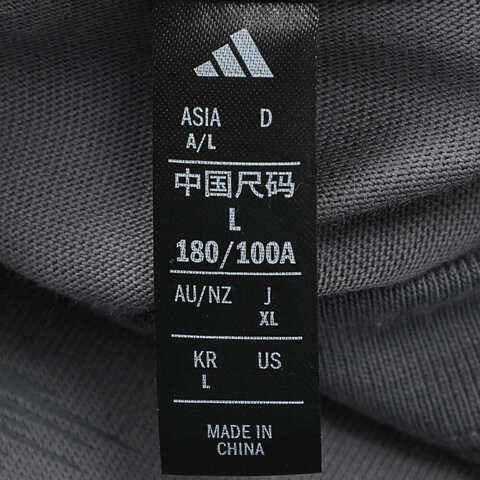 ASIA D
A/L
中国尺码
L
180/100A
AU/NZ J
XL
KR US
L
MADE IN
CHINA